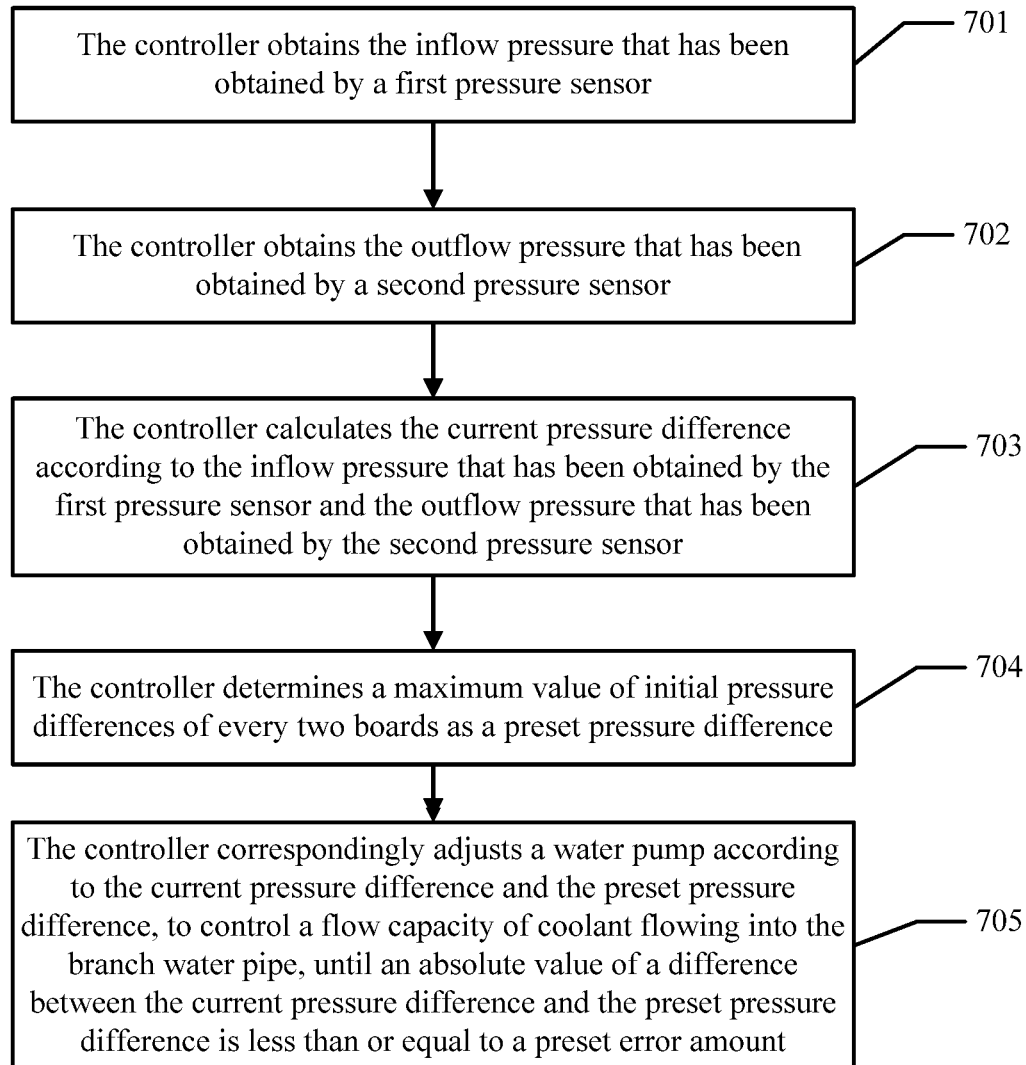 The controller obtains the inflow pressure that has been
obtained by a first pressure sensor
701
The controller obtains the outflow pressure that has been
obtained by a second pressure sensor
702
The controller calculates the current pressure difference
according to the inflow pressure that has been obtained by the
first pressure sensor and the outflow pressure that has been
obtained by the second pressure sensor
703
The controller determines a maximum value of initial pressure
differences of every two boards as a preset pressure difference
704
The controller correspondingly adjusts a water pump according
to the current pressure difference and the preset pressure
difference, to control a flow capacity of coolant flowing into the
branch water pipe, until an absolute value of a difference
between the current pressure difference and the preset pressure
difference is less than or equal to a preset error amount
705